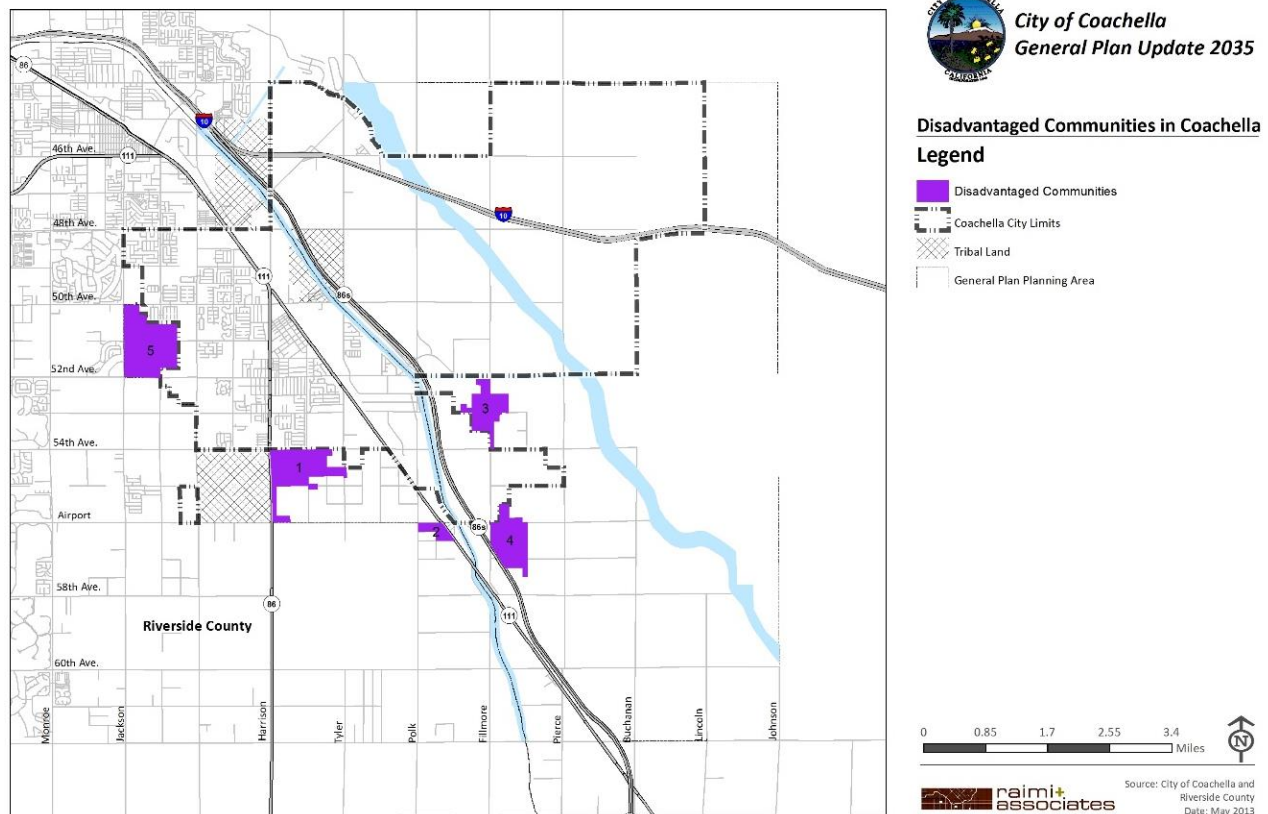 City of Coachella
General Plan Update 2035
CALIFORNIA
Disadvantaged Communities in Coachella
Legend
Disadvantaged Communities
Coachella City Limits
Tribal Land
General Plan Planning Area
86
10
46th Ave.
111
10
48th Ave.
111
50th Ave.
86s
5
52nd Ave.
3
54th Ave.
1
Airport
2
86s
4
58th Ave.
86
111
Riverside County
60th Ave.
Monroe
Jackson
Harrison
Tyler
Polk
Fillmore
Pierce
Buchanan
Lincoln
Johnson
0 0.85 1.7 2.55 3.4
Miles
N
raimi+
associates
Source: City of Coachella and
Riverside County
Date: May 2013